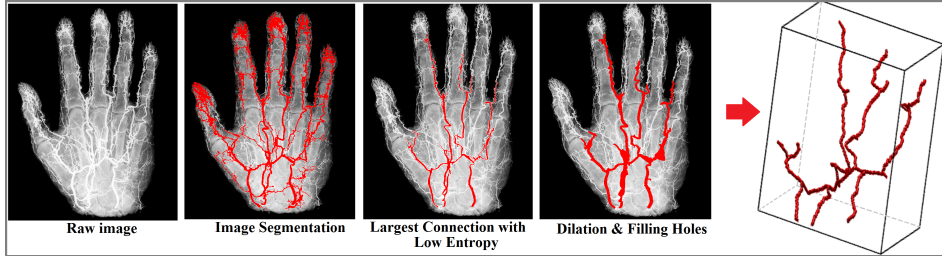 Raw image
Image Segmentation
Largest Connection with
Low Entropy
Dilation & Filling Holes